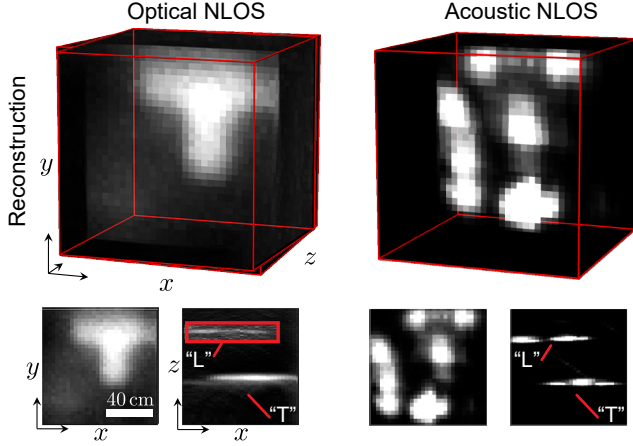 Optical NLOS
Acoustic NLOS
Reconstruction
y
x
z
y
x
40 cm
z
x
“L”
“T”
“L”
“T”